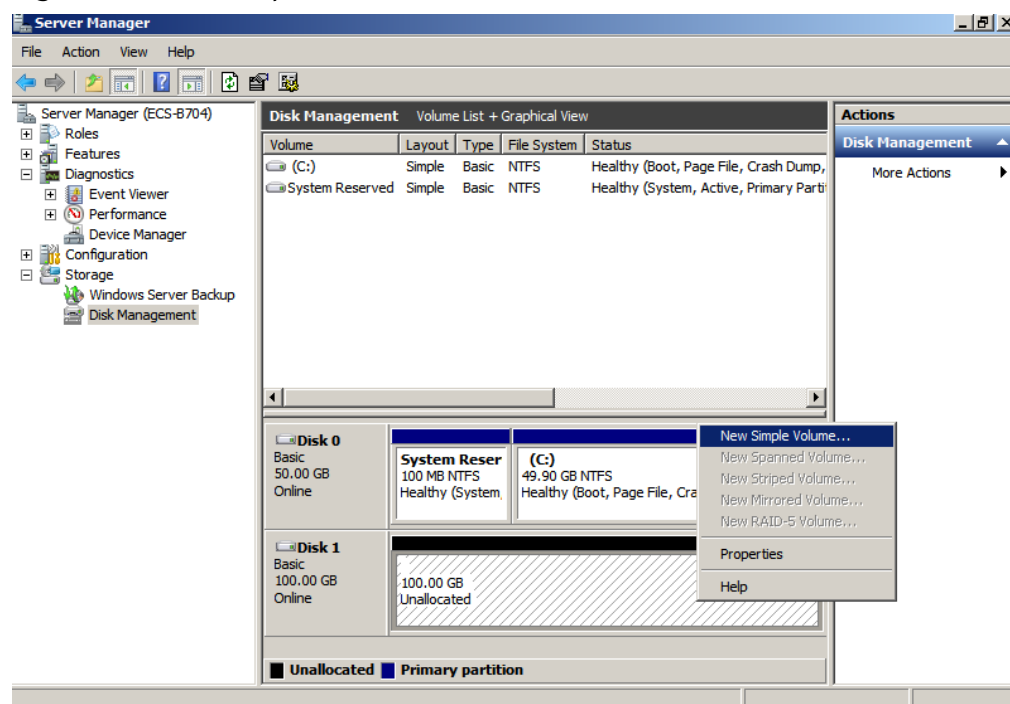 Server Manager
File Action View Help
Server Manager (ECS-B704)
Roles
Features
Diagnostics
Event Viewer
Performance
Device Manager
Configuration
Storage
Windows Server Backup
Disk Management
Disk Management Volume List + Graphical View
Volume Layout Type File System Status
(C:) Simple Basic NTFS Healthy (Boot, Page File, Crash Dump,
System Reserved Simple Basic NTFS Healthy (System, Active, Primary Parti
Actions
Disk Management
More Actions
Disk 0
Basic
50.00 GB
Online
System Reser
100 MB NTFS
Healthy (System,
(C:)
49.90 GB NTFS
Healthy (Boot, Page File, Cra
New Simple Volume...
New Spanned Volume...
New Striped Volume...
New Mirrored Volume...
New RAID-5 Volume...
Properties
Help
Disk 1
Basic
100.00 GB
Online
100.00 GB
Unallocated
Unallocated Primary partition